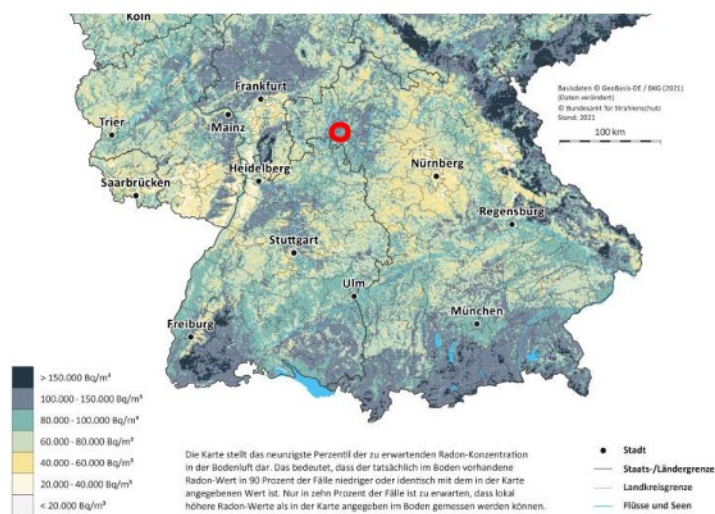 Köln
Frankfurt
Mainz
Trier
Heidelberg
Saarbrücken
Nürnberg
Regensburg
Stuttgart
Ulm
München
Freiburg
Basisdaten © GeoBasis-DE / BKG (2021)
(Daten verändert)
© Bundesamt für Strahlenschutz
Stand: 2021
100 km
> 150.000 Bq/m³
100.000 - 150.000 Bq/m³
80.000 - 100.000 Bq/m³
60.000 - 80.000 Bq/m³
40.000 - 60.000 Bq/m³
20.000 - 40.000 Bq/m³
< 20.000 Bq/m³
Die Karte stellt das neunzigste Perzentil der zu erwartenden Radon-Konzentration
in der Bodenluft dar. Das bedeutet, dass der tatsächlich im Boden vorhandene
Radon-Wert in 90 Prozent der Fälle niedriger oder identisch mit dem in der Karte
angegebenen Wert ist. Nur in zehn Prozent der Fälle ist zu erwarten, dass lokal
höhere Radon-Werte als in der Karte angegeben im Boden gemessen werden können.
Stadt
Staats-/Ländergrenze
Landkreisgrenze
Flüsse und Seen